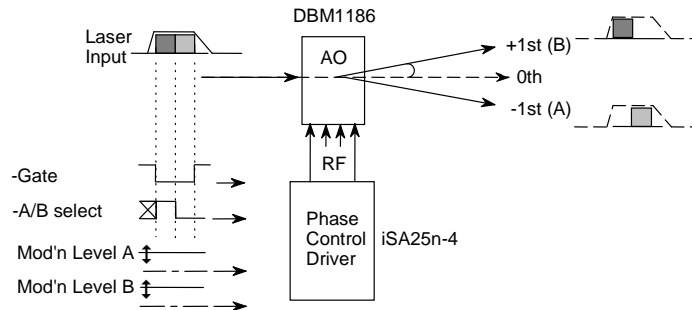 DBM1186
Laser
Input
AO
+1st (B)
0th
-1st (A)
RF
-Gate
-A/B select
Mod'n Level A
Mod'n Level B
Phase
Control
Driver
iSA25n-4